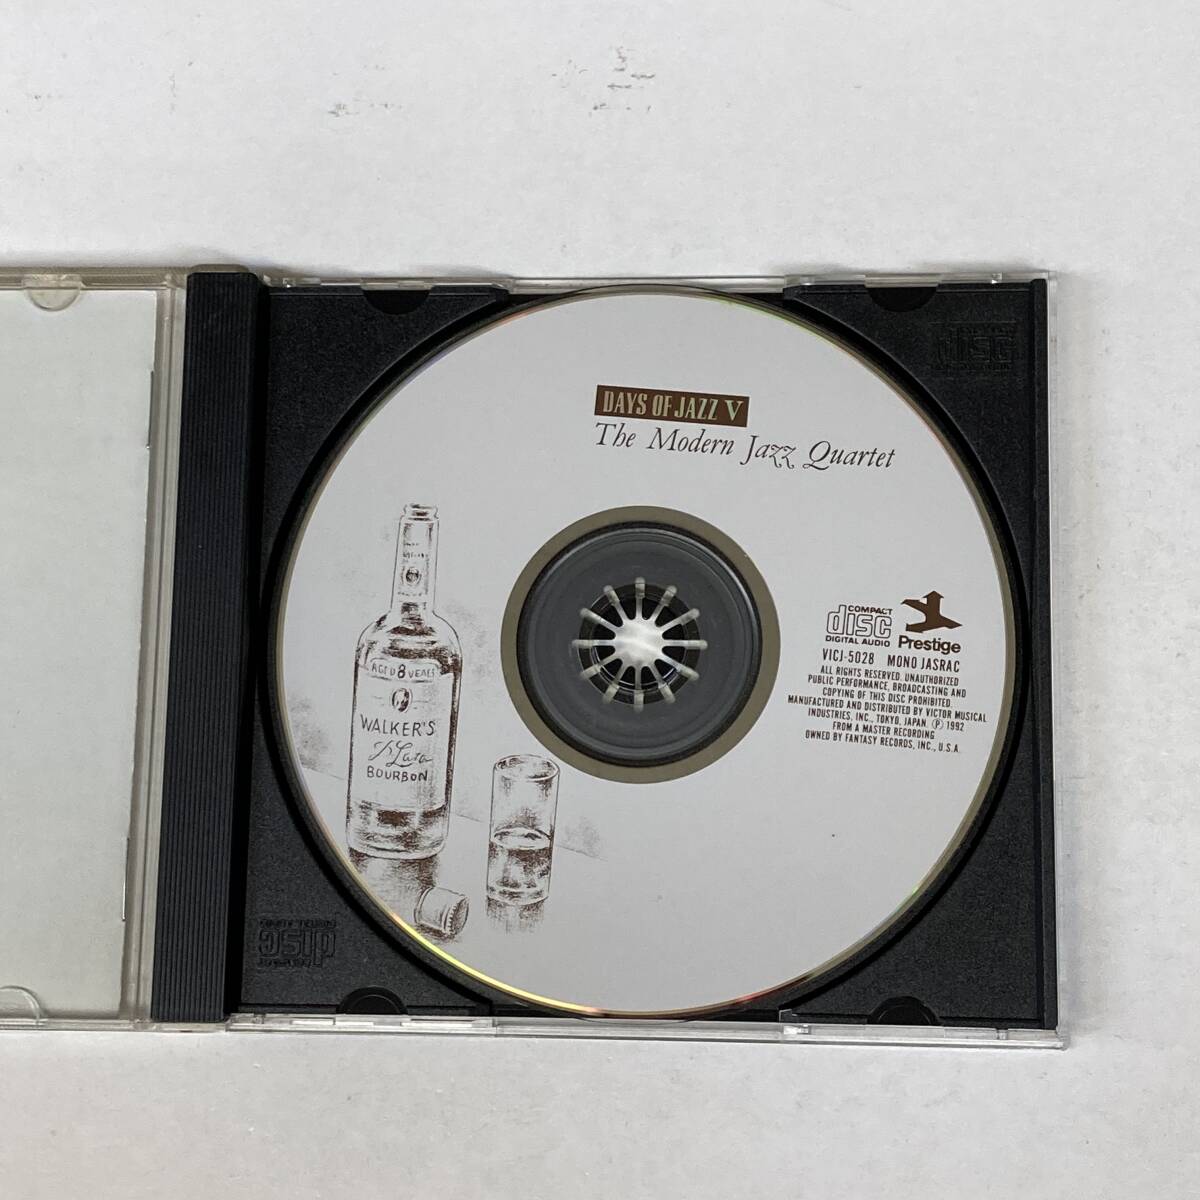 DAYS OF JAZZ V
The Modern Jazz Quartet
AGED 8 YEARS
WALKER'S
BOURBON
COMPACT
disc
DIGITAL AUDIO
Prestige
VICJ-5028 MONO JASRAC
ALL RIGHTS RESERVED. UNAUTHORIZED
PUBLIC PERFORMANCE, BROADCASTING AND
COPYING OF THIS DISC PROHIBITED.
MANUFACTURED AND DISTRIBUTED BY VICTOR MUSICAL
INDUSTRIES, INC., TOKYO, JAPAN. Ⓟ 1992
FROM A MASTER RECORDING
OWNED BY FANTASY RECORDS, INC., U.S.A.
disc
disc